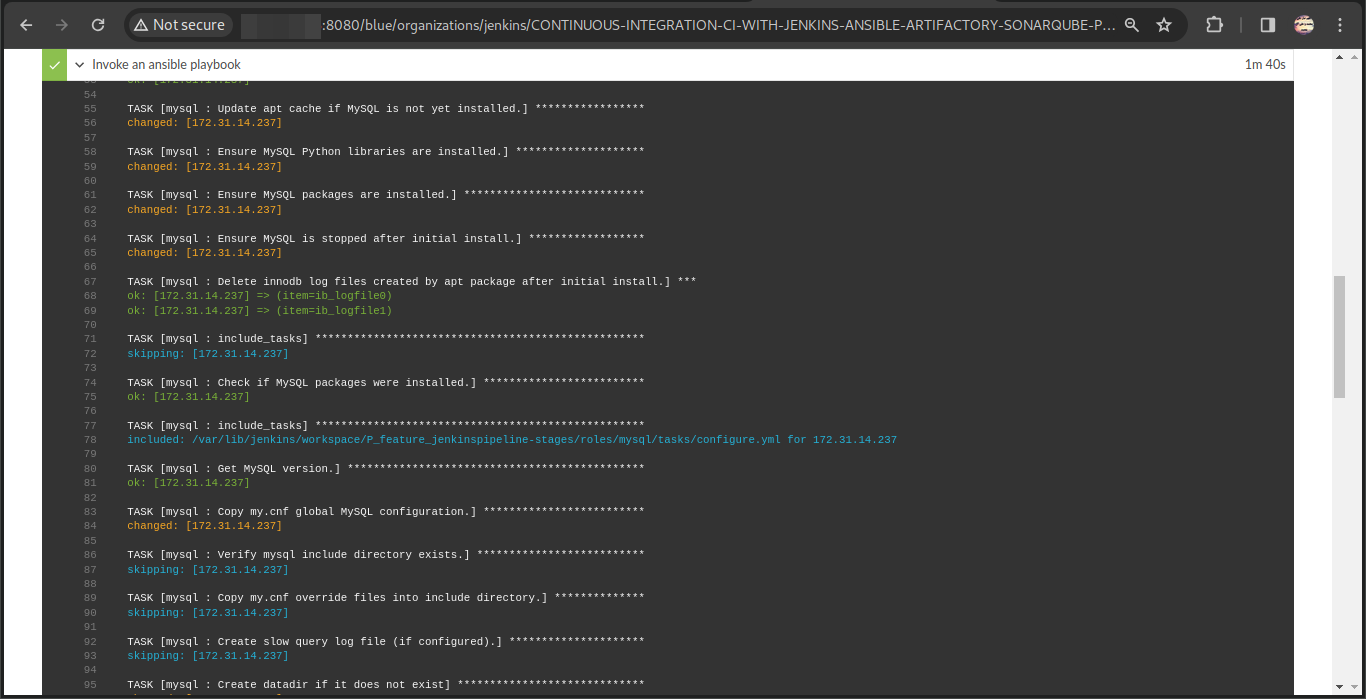 Not secure :8080/blue/organizations/jenkins/CONTINUOUS-INTEGRATION-CI-WITH-JENKINS-ANSIBLE-ARTIFACTORY-SONARQUBE-P...
Invoke an ansible playbook 1m 40s
53 ok: [172.31.14.237]
54
55 TASK [mysql : Update apt cache if MySQL is not yet installed.] *****************
56 changed: [172.31.14.237]
57
58 TASK [mysql : Ensure MySQL Python libraries are installed.] ********************
59 changed: [172.31.14.237]
60
61 TASK [mysql : Ensure MySQL packages are installed.] ****************************
62 changed: [172.31.14.237]
63
64 TASK [mysql : Ensure MySQL is stopped after initial install.] ******************
65 changed: [172.31.14.237]
66
67 TASK [mysql : Delete innodb log files created by apt package after initial install.] ***
68 ok: [172.31.14.237] => (item=ib_logfile0)
69 ok: [172.31.14.237] => (item=ib_logfile1)
70
71 TASK [mysql : include_tasks] ***************************************************
72 skipping: [172.31.14.237]
73
74 TASK [mysql : Check if MySQL packages were installed.] *************************
75 ok: [172.31.14.237]
76
77 TASK [mysql : include_tasks] ***************************************************
78 included: /var/lib/jenkins/workspace/P_feature_jenkinspipeline-stages/roles/mysql/tasks/configure.yml for 172.31.14.237
79
80 TASK [mysql : Get MySQL version.] **********************************************
81 ok: [172.31.14.237]
82
83 TASK [mysql : Copy my.cnf global MySQL configuration.] *************************
84 changed: [172.31.14.237]
85
86 TASK [mysql : Verify mysql include directory exists.] **************************
87 skipping: [172.31.14.237]
88
89 TASK [mysql : Copy my.cnf override files into include directory.] **************
90 skipping: [172.31.14.237]
91
92 TASK [mysql : Create slow query log file (if configured).] *********************
93 skipping: [172.31.14.237]
94
95 TASK [mysql : Create datadir if it does not exist] *****************************